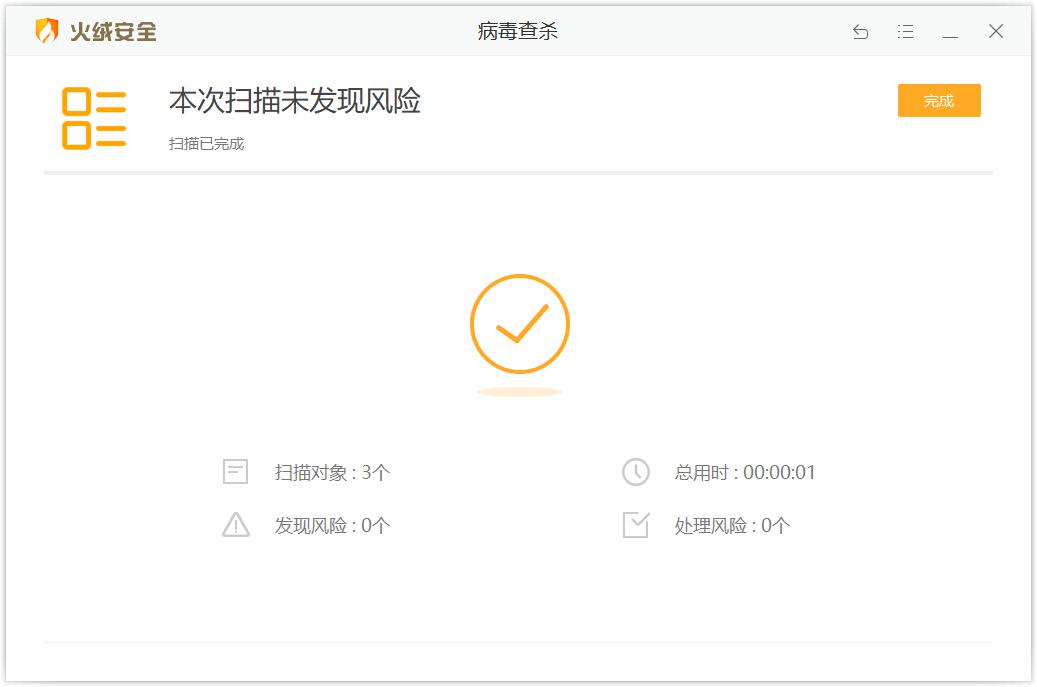 火绒安全
病毒查杀
本次扫描未发现风险
完成
扫描已完成
扫描对象 : 3个
总用时 : 00:00:01
发现风险 : 0个
处理风险 : 0个